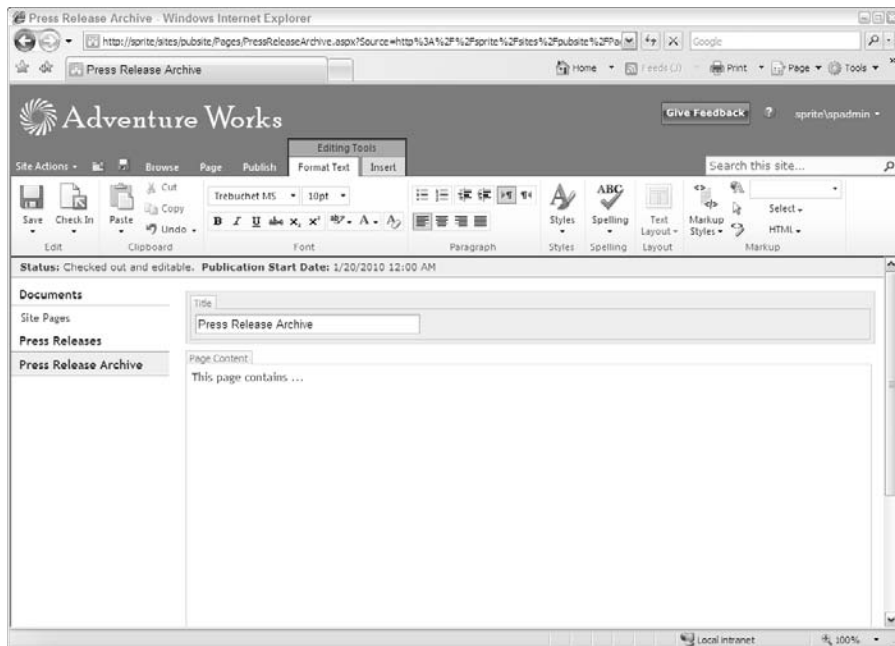 Press Release Archive - Windows Internet Explorer
http://sprite/sites/pubsite/Pages/PressReleaseArchive.aspx?Source=http%3A%2F%2Fsprite%2Fsites%2Fpubsite%2FPa
Google
Press Release Archive
Home Feeds (J) Print Page Tools »
Adventure Works
Give Feedback ? sprite\spadmin
Editing Tools
Site Actions Browse Page Publish Format Text Insert
Search this site...
Save Check In Paste Cut Copy Undo
Trebuchet MS 10pt
B I U abc x, x² A A
Styles ABC Spelling Text Layout Markup Styles Select HTML
Edit Clipboard Font Paragraph Styles Spelling Layout Markup
Status: Checked out and editable. Publication Start Date: 1/20/2010 12:00 AM
Documents
Site Pages
Press Releases
Press Release Archive
Title
Press Release Archive
Page Content
This page contains ...
Local intranet 100%